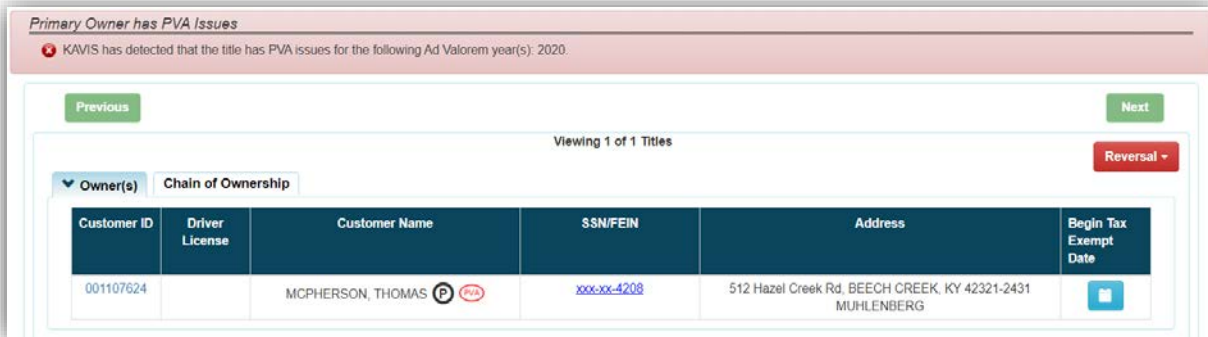 Primary Owner has PVA Issues
KAVIS has detected that the title has PVA issues for the following Ad Valorem year(s): 2020.
Previous
Next
Viewing 1 of 1 Titles
Reversal
Owner(s)
Chain of Ownership
Customer ID
Driver
License
Customer Name
SSN/FEIN
Address
Begin Tax
Exempt
Date
001107624
MCPHERSON, THOMAS P PVA
xxx-xx-4208
512 Hazel Creek Rd, BEECH CREEK, KY 42321-2431
MUHLENBERG